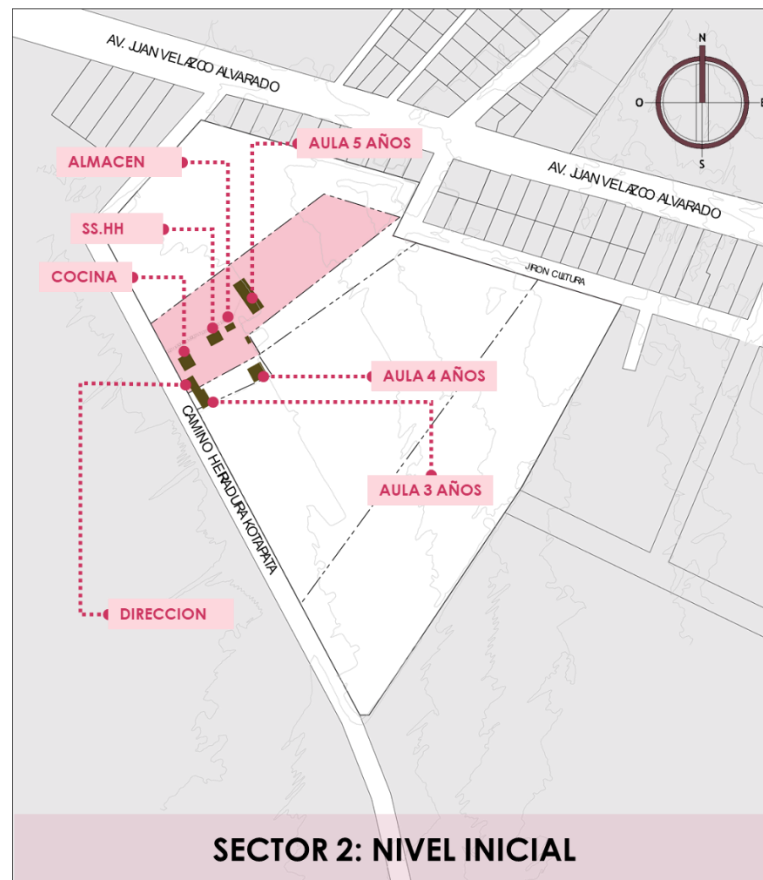 AV. JUAN VELAZCO ALVARADO
N
O
E
S
AULA 5 AÑOS
ALMACEN
SS.HH
COCINA
AV. JUAN VELAZCO ALVARADO
JIRON CULTURA
AULA 4 AÑOS
CAMINO HERADURA KOTAPATA
AULA 3 AÑOS
DIRECCION
SECTOR 2: NIVEL INICIAL